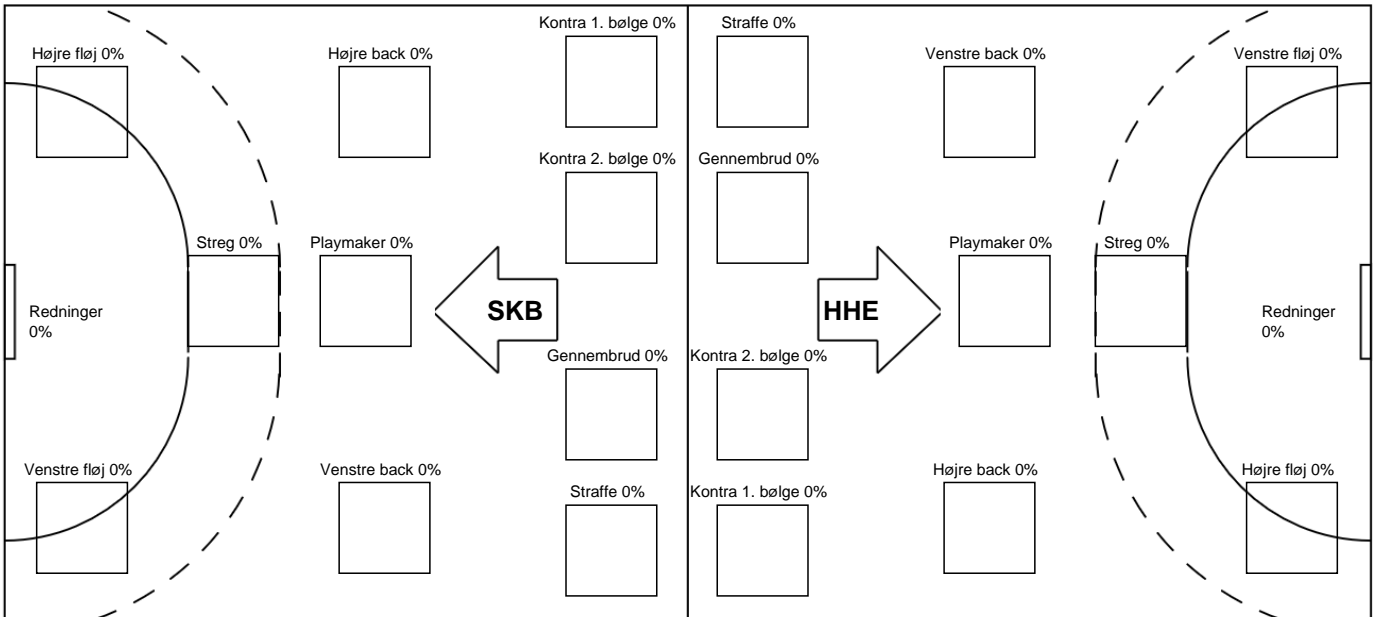 Kontra 1. bølge 0%
Straffe 0%
Højre fløj 0%
Højre back 0%
Venstre back 0%
Venstre fløj 0%
Kontra 2. bølge 0%
Gennembrud 0%
Streg 0%
Playmaker 0%
Playmaker 0%
Streg 0%
Redninger
0%
SKB
HHE
Redninger
0%
Gennembrud 0%
Kontra 2. bølge 0%
Venstre fløj 0%
Venstre back 0%
Straffe 0%
Kontra 1. bølge 0%
Højre back 0%
Højre fløj 0%